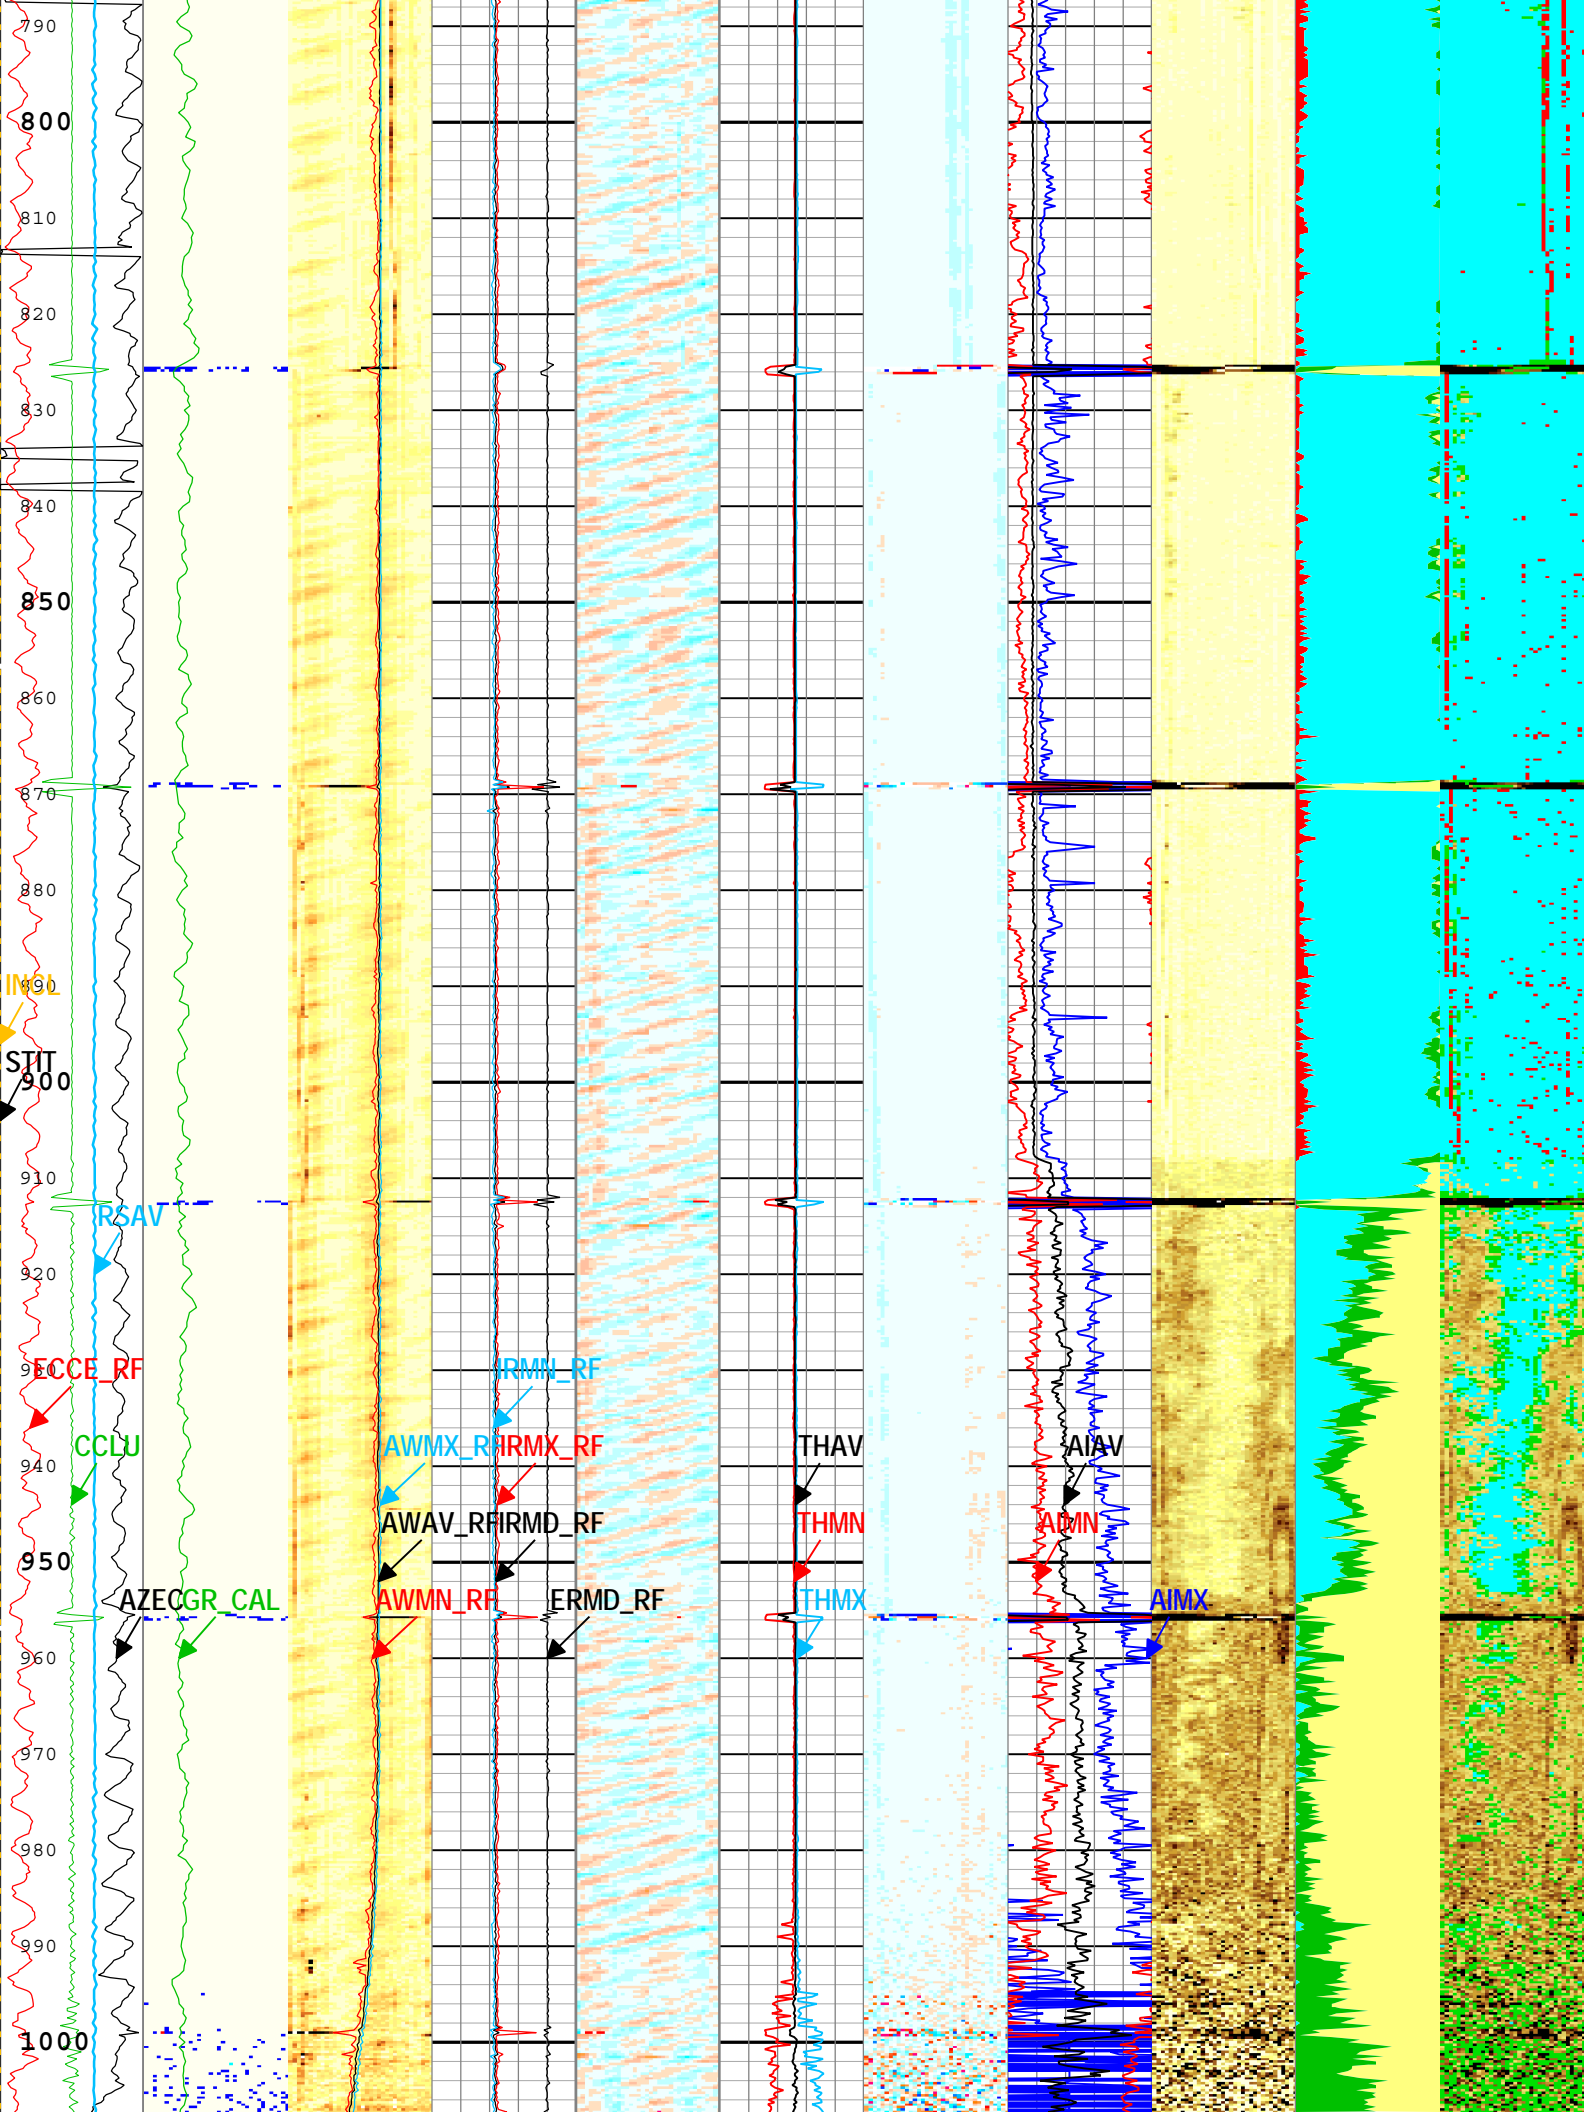 790
800
810
820
830
840
850
860
870
880
INCL
890
STIT
900
910
RSAV
920
ECCE_RF
930
IRMN_RF
CCLU
AWMX_RF
IRMX_RF
THAV
AIAV
940
AWAV_RF
IRMD_RF
THMN
AIMN
950
AZEC
GR_CAL
AWMN_RF
ERMD_RF
THMX
AIMX
960
970
980
990
1000